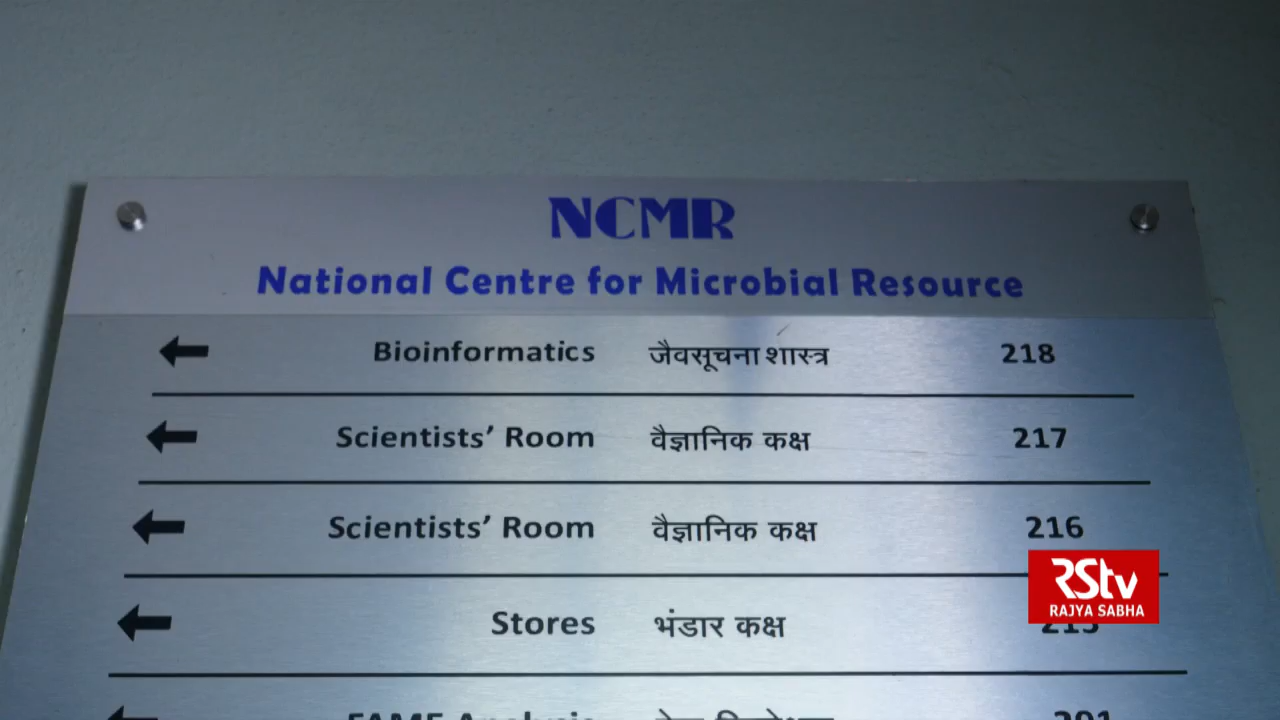 NCMR
National Centre for Microbial Resource
Bioinformatics जैवसूचना शास्त्र 218
Scientists’ Room वैज्ञानिक कक्ष 217
Scientists’ Room वैज्ञानिक कक्ष 216
RStv
RAJYA SABHA
Stores भंडार कक्ष 215